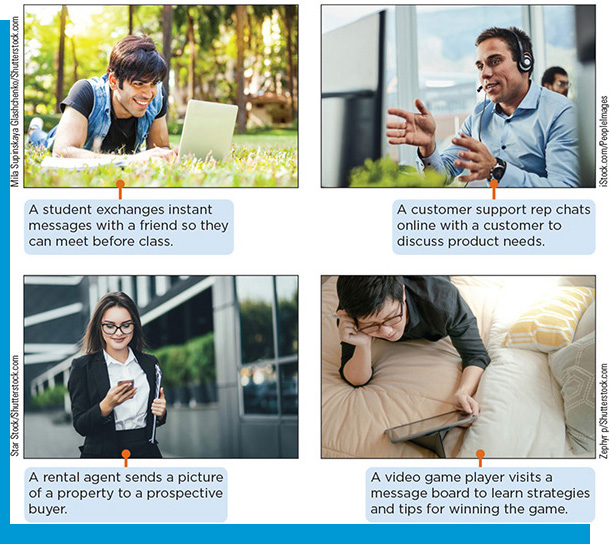 Mila Supinskaya Glashchenko/Shutterstock.com
iStock.com/PeopleImages
A student exchanges instant
messages with a friend so they
can meet before class.
A customer support rep chats
online with a customer to
discuss product needs.
Star Stock/Shutterstock.com
Zephyr p/Shutterstock.com
A rental agent sends a picture
of a property to a prospective
buyer.
A video game player visits a
message board to learn strategies
and tips for winning the game.